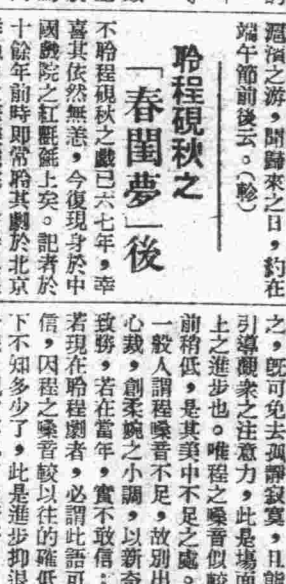 滬濱之游，聞歸來之日，約在
端午節前後云。（軫）
聆程硯秋之
「春閨夢」後
不聆程硯秋之戲已六七年，幸
喜其依然無恙，今復現身於中
國戲院之紅氍毹上矣。記者於
十餘年前時即常聆其劇於北京
之，既可免去孤靜寂寞，且能
引導觀衆之注意力，此是塲面
上之進步也。唯程之嗓音似較
前稍低，是其美中不足之處。
一般人謂程嗓音不足，故別出
心裁，創柔婉之小調，以新奇
致勝，若在當年，實不敢信；
若現在聆程劇者，必謂此語可
信，因程之嗓音較以往的確低
下不知多少了，此是進步抑退